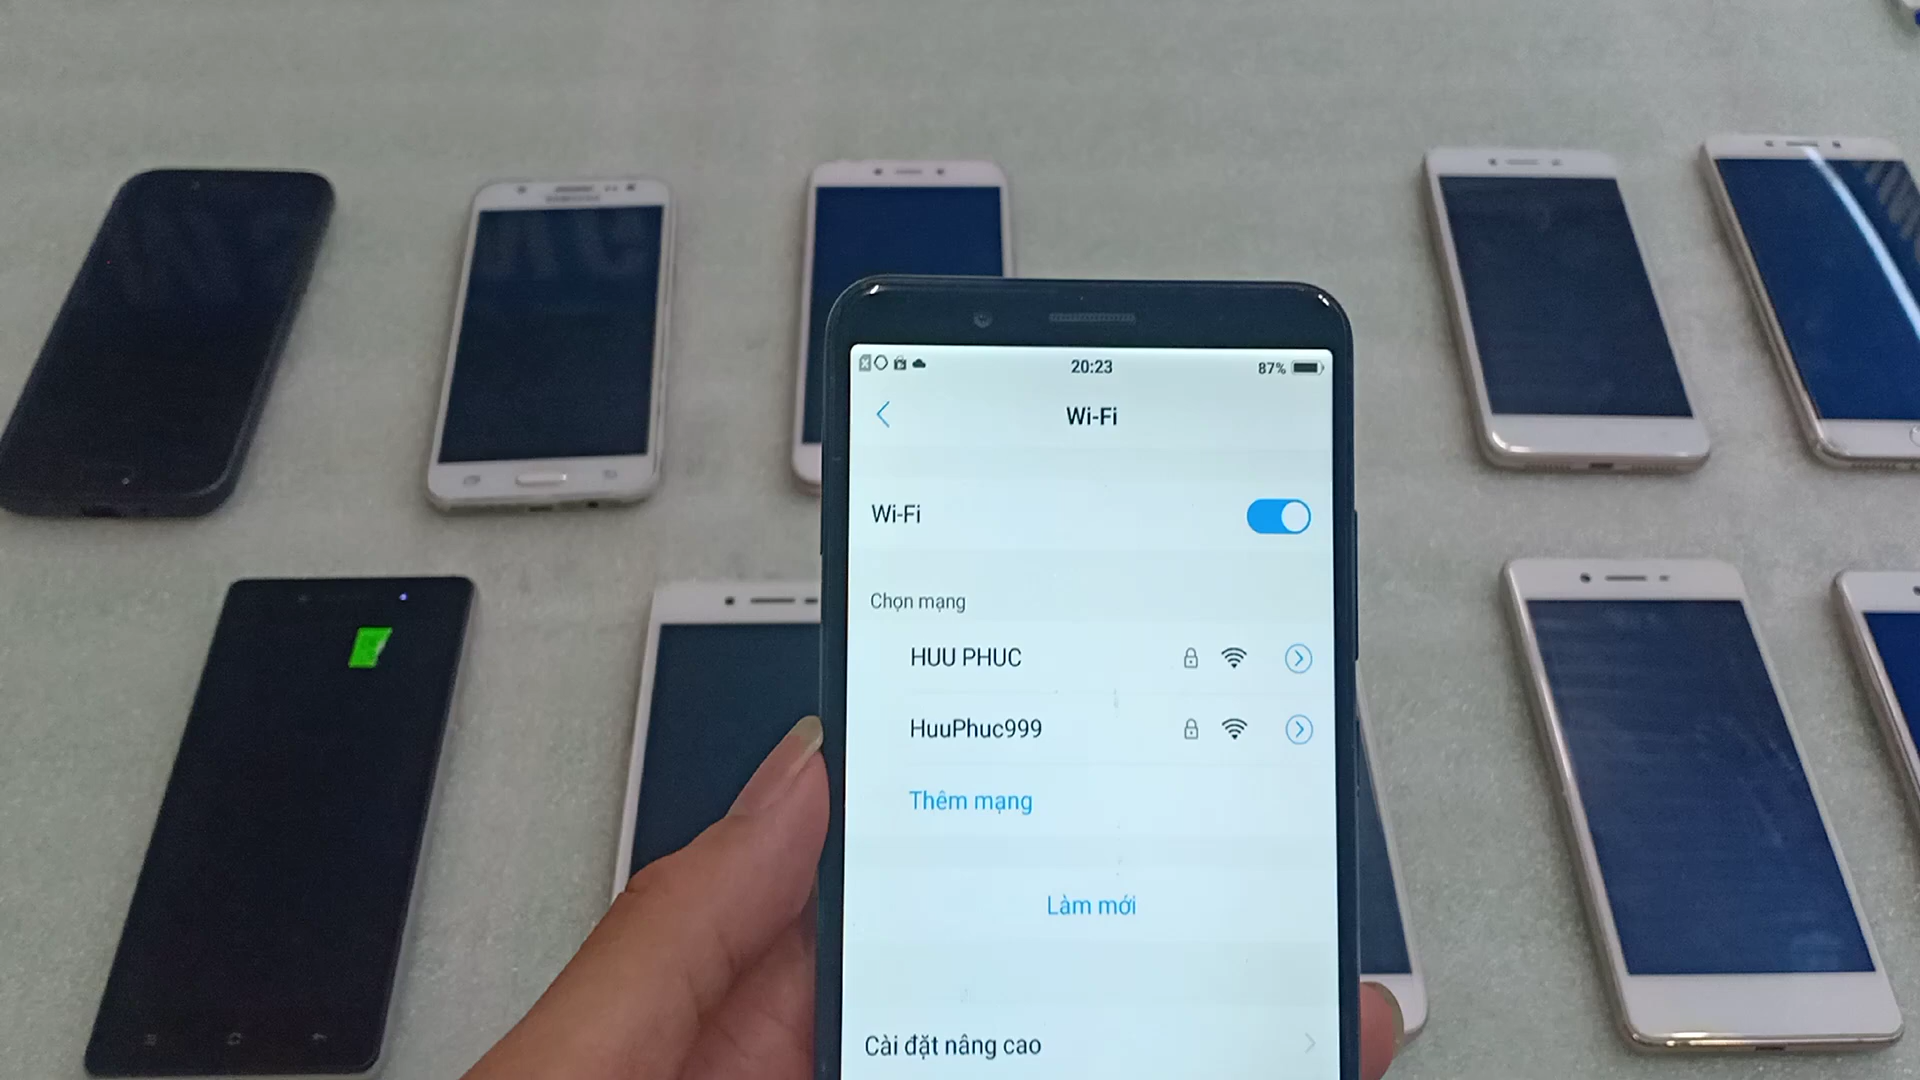 SAMSUNG
20:23
87%
Wi-Fi
Wi-Fi
Chọn mạng
HUU PHUC
HuuPhuc999
Thêm mạng
Làm mới
Cài đặt nâng cao